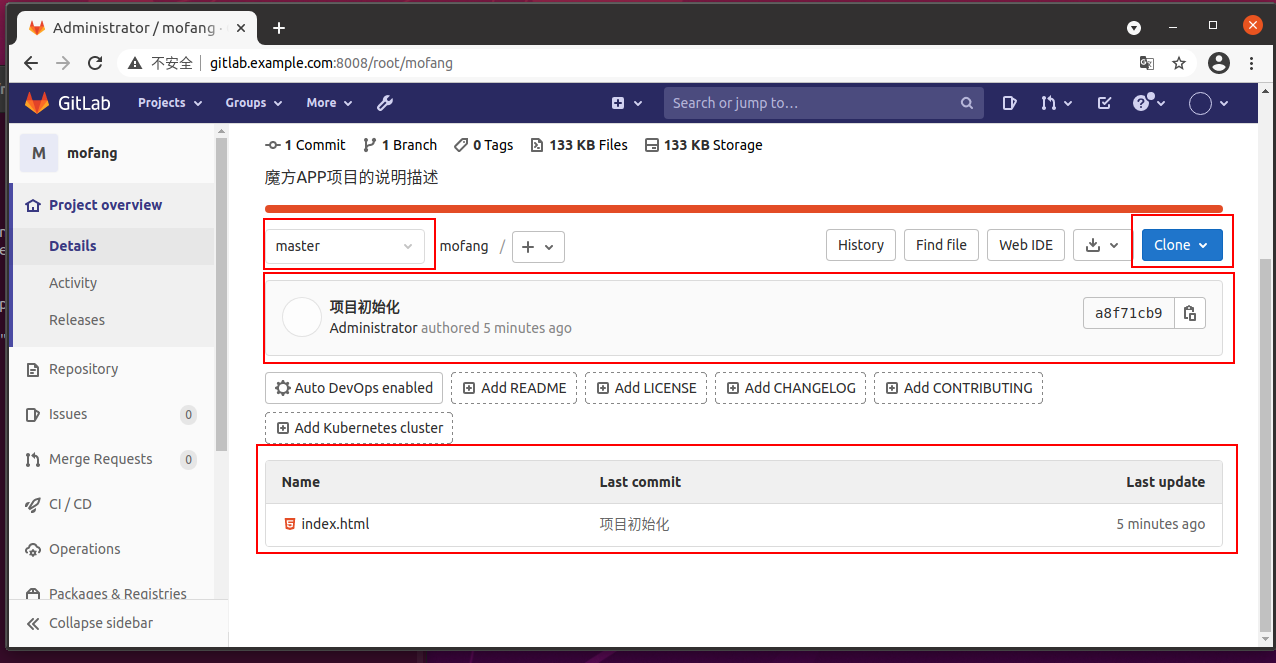 Administrator / mofang ·
不安全
gitlab.example.com:8008/root/mofang
GitLab
Projects
Groups
More
Search or jump to…
M
mofang
Project overview
Details
Activity
Releases
Repository
Issues
0
Merge Requests
0
CI / CD
Operations
Packages & Registries
Collapse sidebar
1 Commit
1 Branch
0 Tags
133 KB Files
133 KB Storage
魔方APP项目的说明描述
master
mofang /
History
Find file
Web IDE
Clone
项目初始化
Administrator authored 5 minutes ago
a8f71cb9
Auto DevOps enabled
Add README
Add LICENSE
Add CHANGELOG
Add CONTRIBUTING
Add Kubernetes cluster
Name
Last commit
Last update
index.html
项目初始化
5 minutes ago